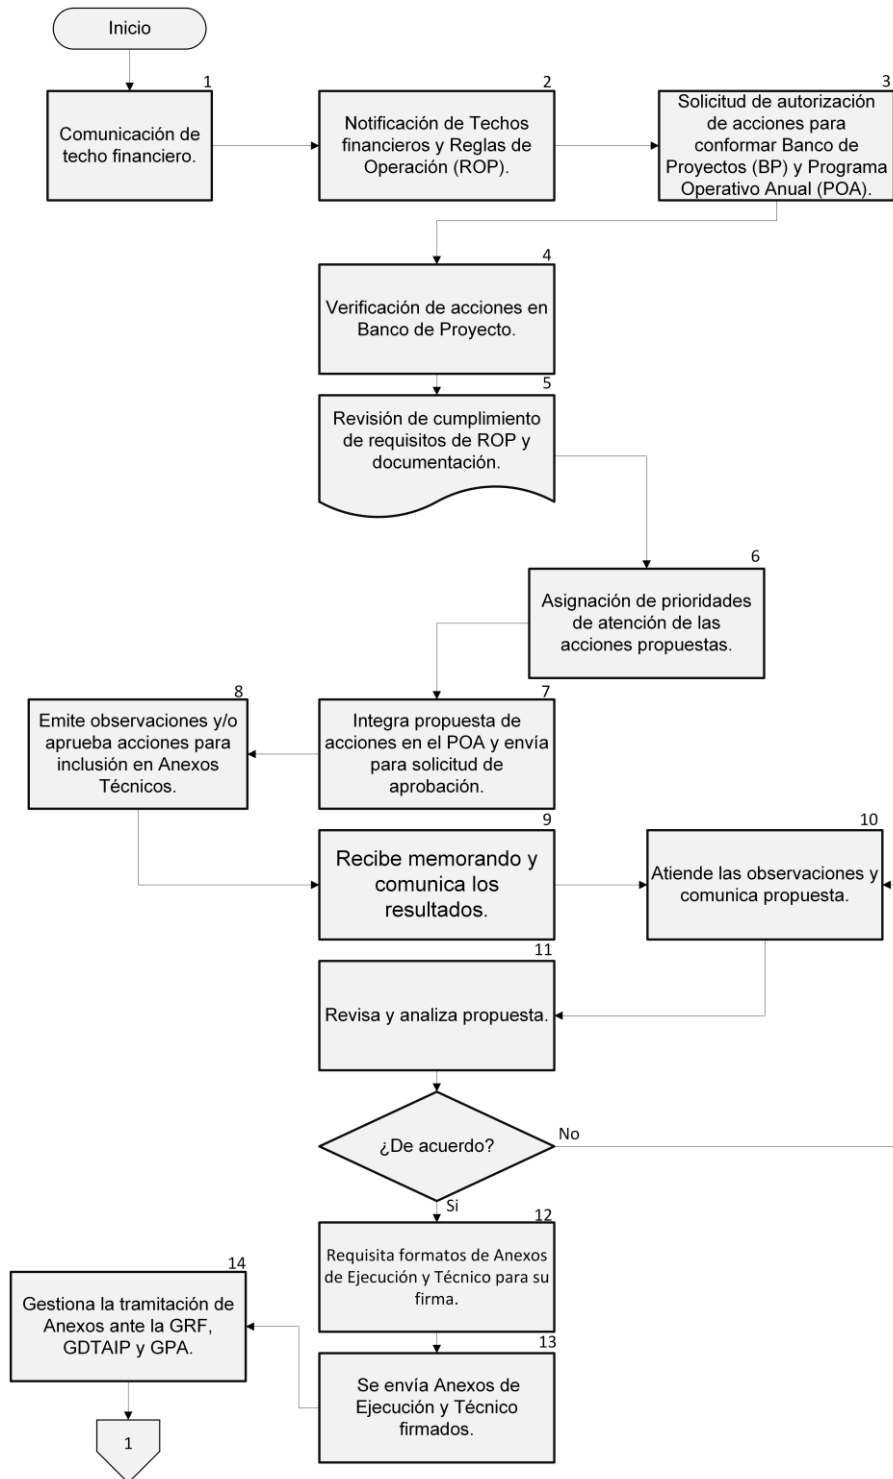 Inicio
1
Comunicación de
techo financiero.
2
Notificación de Techos
financieros y Reglas de
Operación (ROP).
3
Solicitud de autorización
de acciones para
conformar Banco de
Proyectos (BP) y Programa
Operativo Anual (POA).
4
Verificación de acciones en
Banco de Proyecto.
5
Revisión de cumplimiento
de requisitos de ROP y
documentación.
6
Asignación de prioridades
de atención de las
acciones propuestas.
7
Integra propuesta de
acciones en el POA y envía
para solicitud de
aprobación.
8
Emite observaciones y/o
aprueba acciones para
inclusión en Anexos
Técnicos.
9
Recibe memorando y
comunica los
resultados.
10
Atiende las observaciones y
comunica propuesta.
11
Revisa y analiza propuesta.
¿De acuerdo?
No
Si
12
Requisita formatos de Anexos
de Ejecución y Técnico para su
firma.
13
Se envía Anexos de
Ejecución y Técnico
firmados.
14
Gestiona la tramitación de
Anexos ante la GRF,
GDTAIP y GPA.
1